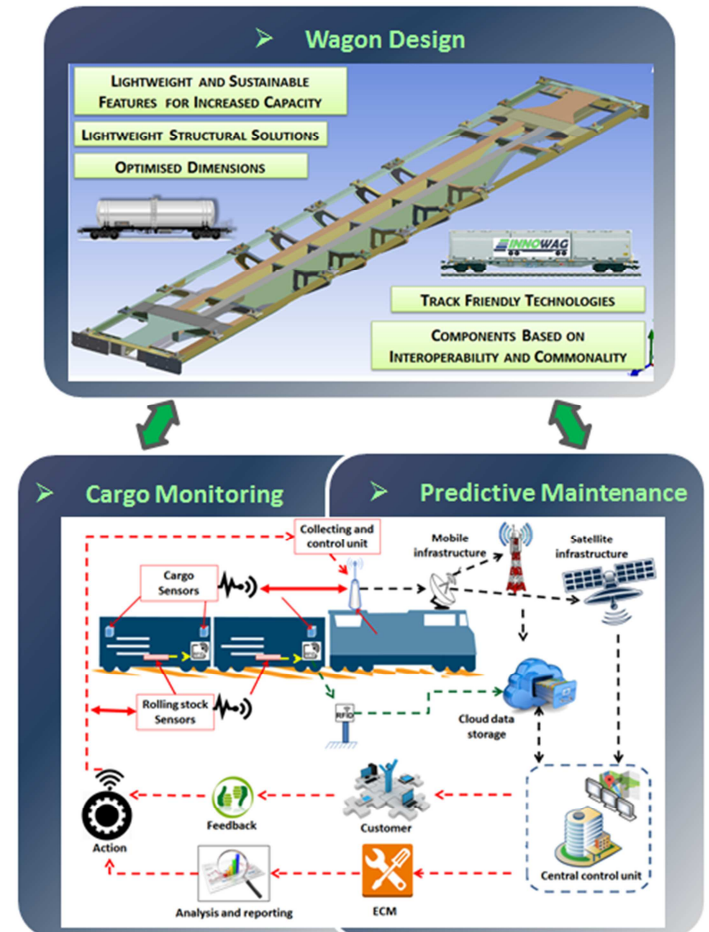 Wagon Design
LIGHTWEIGHT AND SUSTAINABLE
FEATURES FOR INCREASED CAPACITY
LIGHTWEIGHT STRUCTURAL SOLUTIONS
OPTIMISED DIMENSIONS
INNOWAG
TRACK FRIENDLY TECHNOLOGIES
COMPONENTS BASED ON
INTEROPERABILITY AND COMMONALITY
Cargo Monitoring
Predictive Maintenance
Collecting and
control unit
Mobile
infrastructure
Satellite
infrastructure
Cargo
Sensors
Rolling stock
Sensors
RFID
Cloud data
storage
Action
Feedback
Customer
Central control unit
Analysis and reporting
ECM